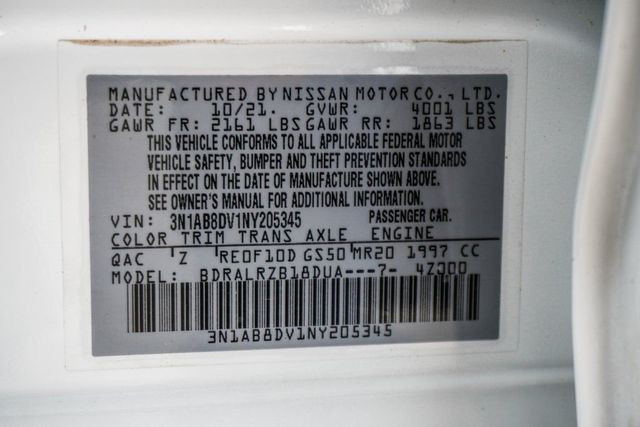 MANUFACTURED BY NISSAN MOTOR CO., LTD.
DATE: 10/21. GVWR: 4001 LBS
GAWR FR: 2161 LBS GAWR RR: 1863 LBS
THIS VEHICLE CONFORMS TO ALL APPLICABLE FEDERAL MOTOR
VEHICLE SAFETY, BUMPER AND THEFT PREVENTION STANDARDS
IN EFFECT ON THE DATE OF MANUFACTURE SHOWN ABOVE.
SEE OWNER'S MANUAL FOR ADDITIONAL INFORMATION.
VIN: 3N1AB8DV1NY205345 PASSENGER CAR.
COLOR TRIM TRANS AXLE ENGINE
QAC Z RE0F10D GS50 MR20 1997 CC
MODEL: BDRALRZB18DUA---7- 4ZJ00
3N1AB8DV1NY205345